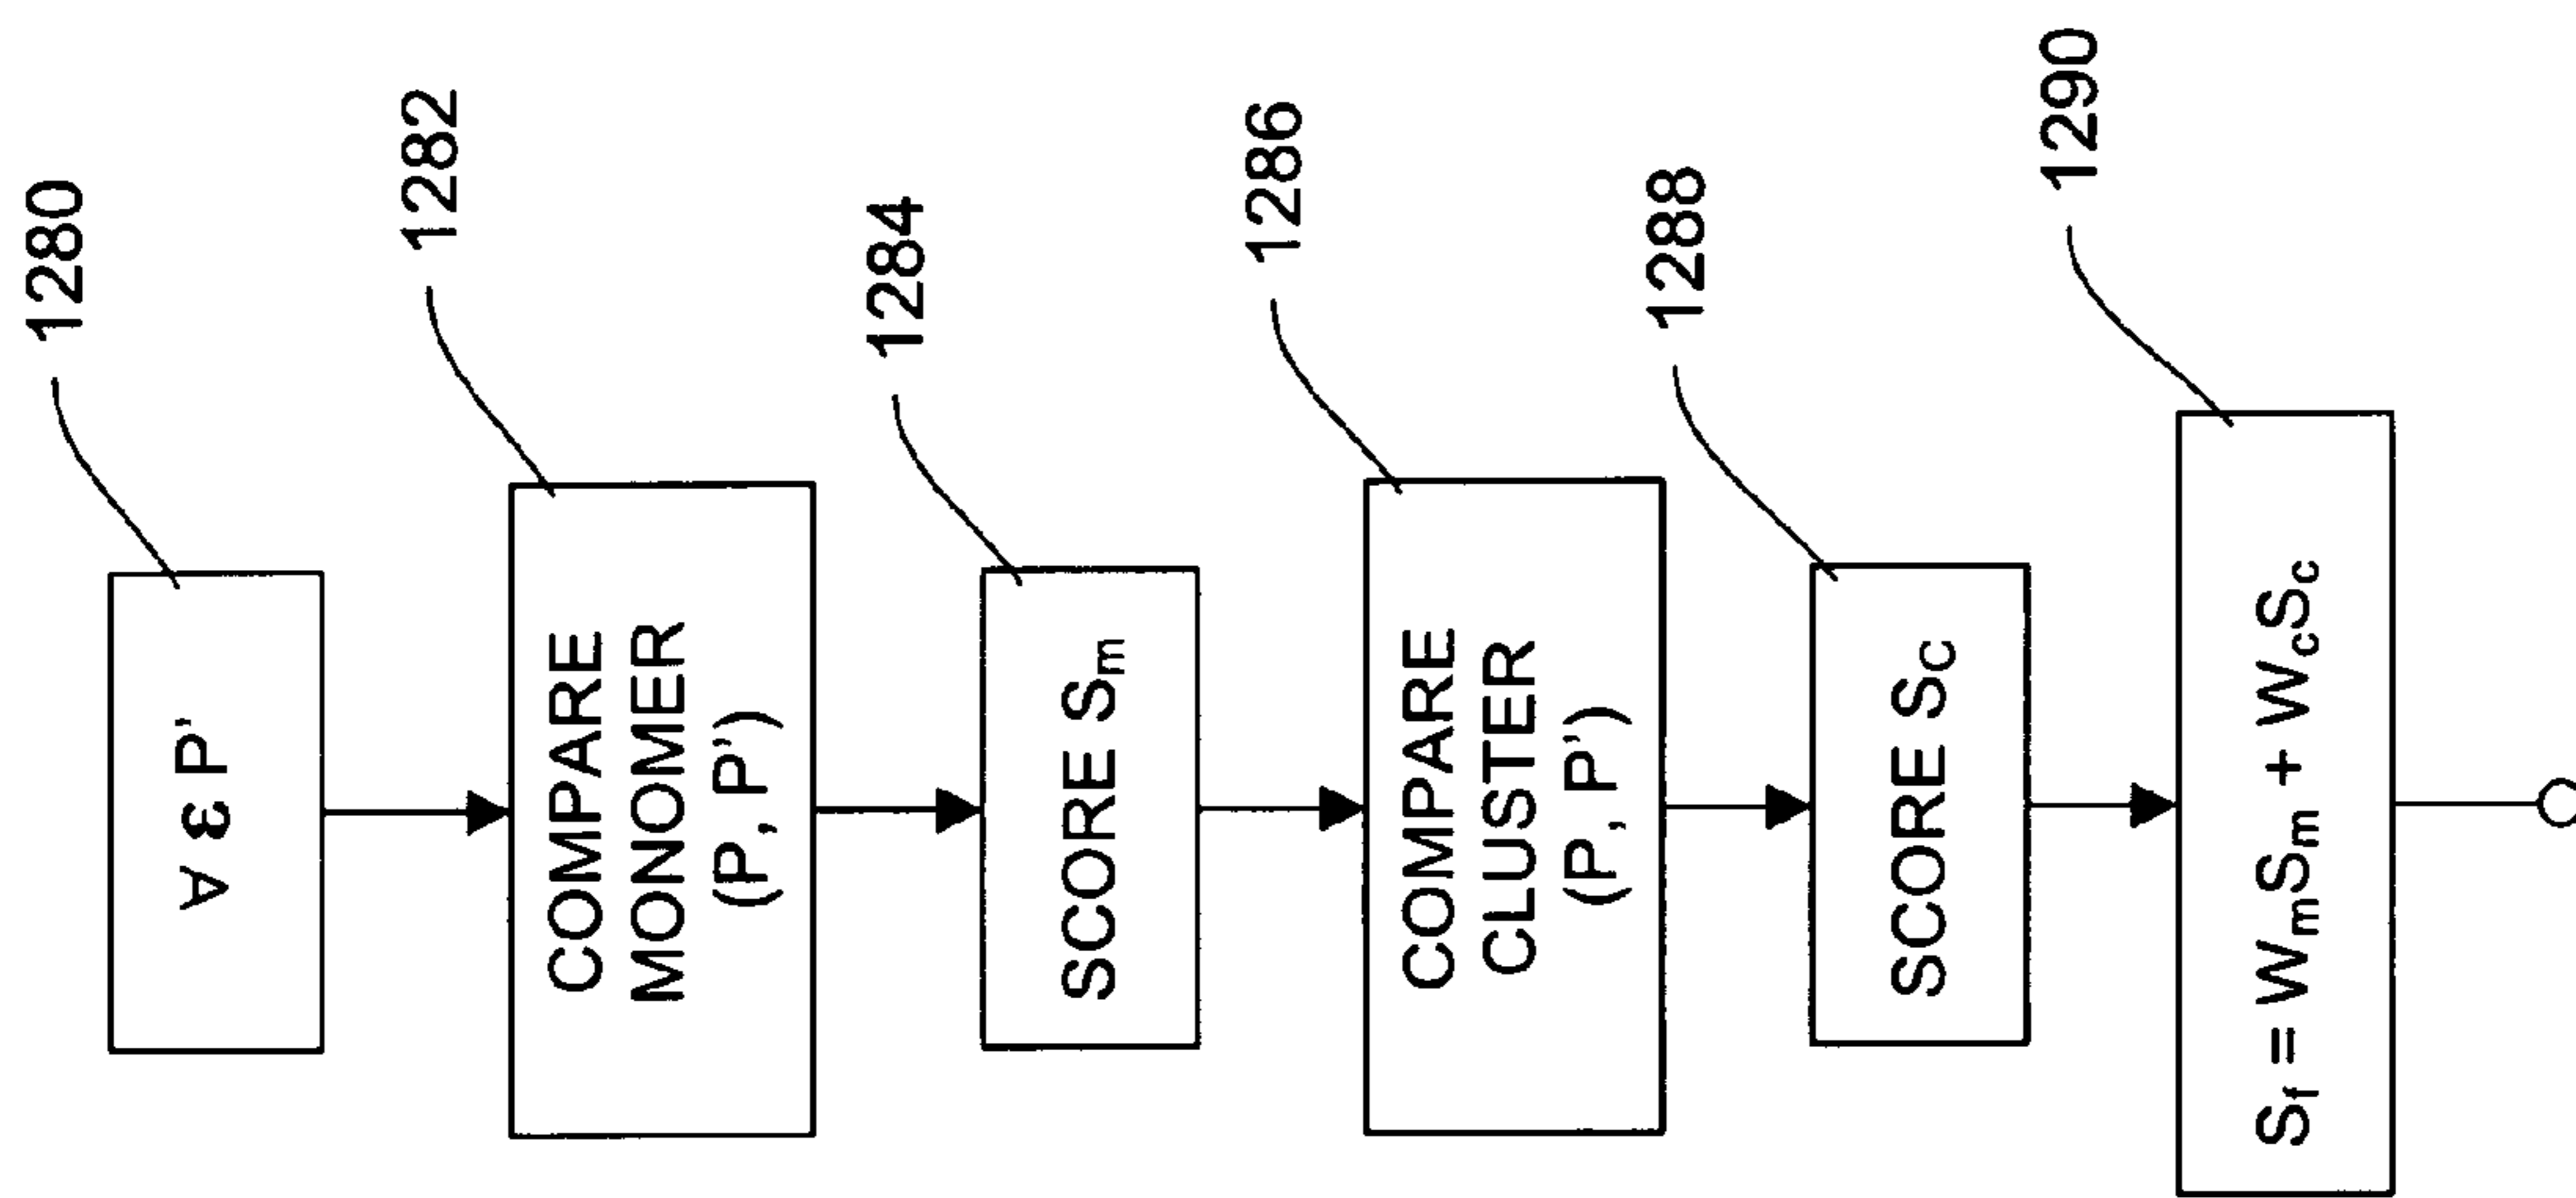 1280
∀ ε P'
1282
COMPARE
MONOMER
(P, P')
1284
SCORE Sm
1286
COMPARE
CLUSTER
(P, P')
1288
SCORE SC
1290
Sf = WmSm + WcSc